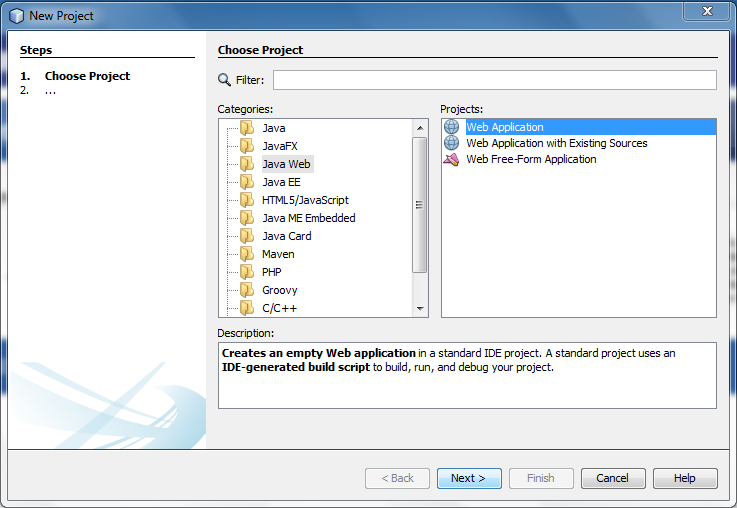 New Project
Steps
1. Choose Project
2. ...
Choose Project
Filter:
Categories:
Java
JavaFX
Java Web
Java EE
HTML5/JavaScript
Java ME Embedded
Java Card
Maven
PHP
Groovy
C/C++
Projects:
Web Application
Web Application with Existing Sources
Web Free-Form Application
Description:
Creates an empty Web application in a standard IDE project. A standard project uses an
IDE-generated build script to build, run, and debug your project.
< Back
Next >
Finish
Cancel
Help